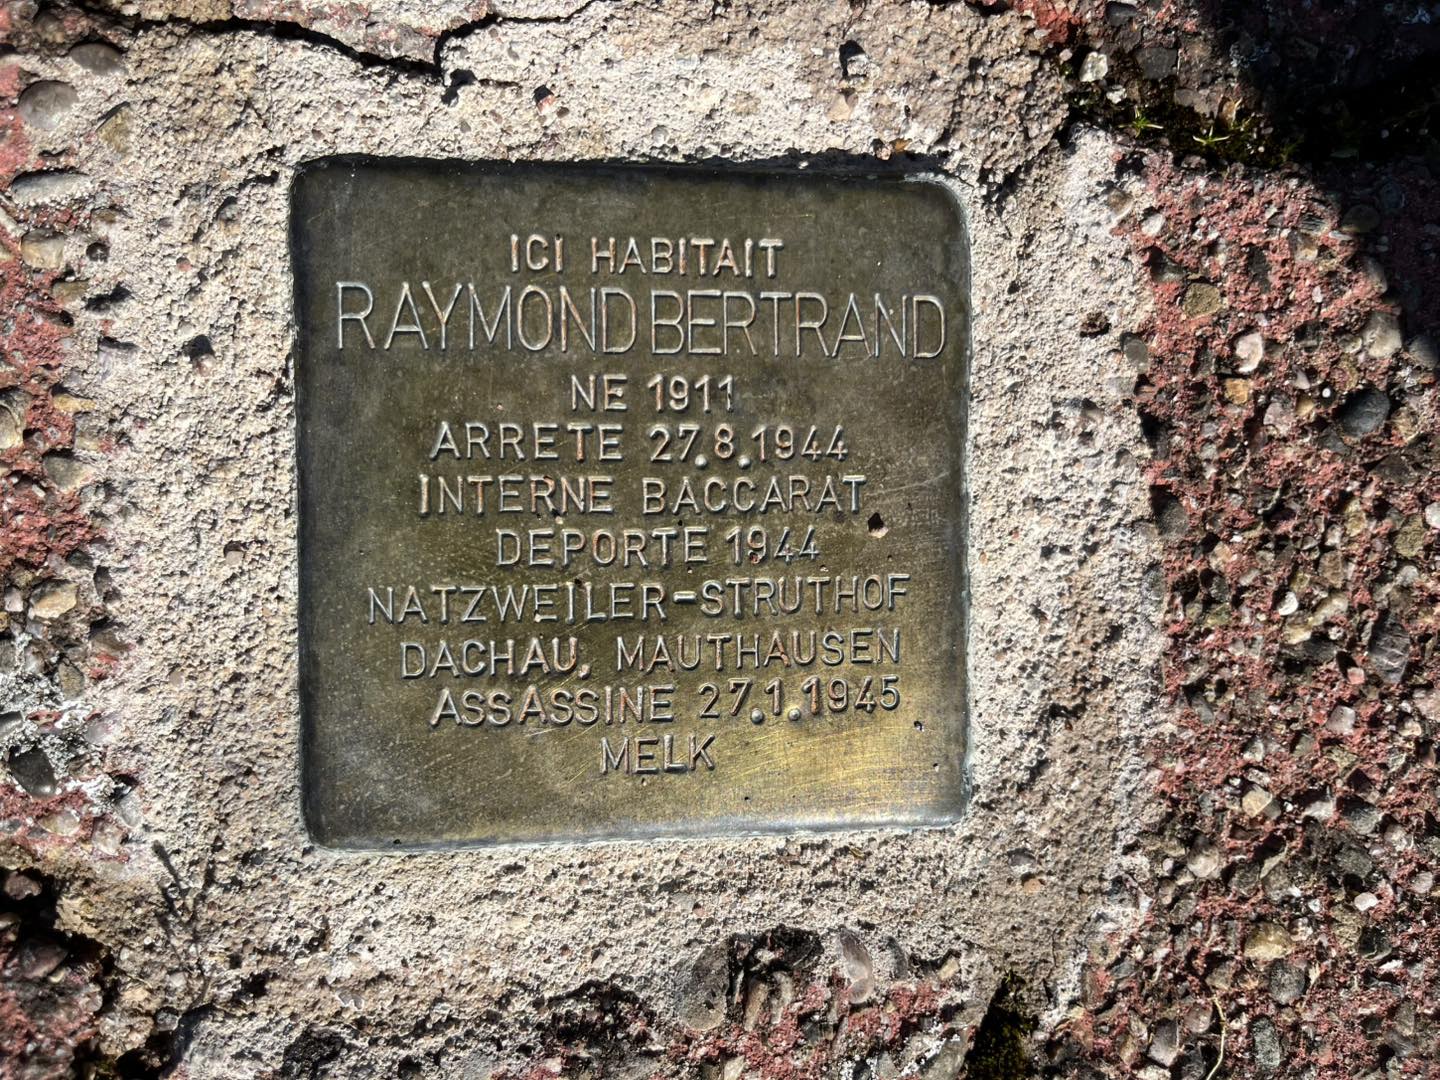 ICI HABITAIT
RAYMOND BERTRAND
NE 1911
ARRETE 27.8.1944
INTERNE BACCARAT
DEPORTE 1944
NATZWEILER-STRUTHOF
DACHAU, MAUTHAUSEN
ASSASSINE 27.1.1945
MELK